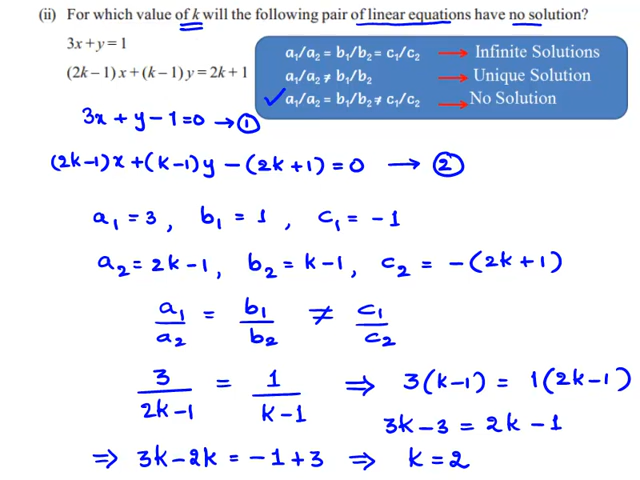 (ii) For which value of k will the following pair of linear equations have no solution?
3x + y = 1
(2k – 1) x + (k – 1) y = 2k + 1
a₁/a₂ = b₁/b₂ = c₁/c₂ → Infinite Solutions
a₁/a₂ ≠ b₁/b₂ → Unique Solution
✓ a₁/a₂ = b₁/b₂ ≠ c₁/c₂ → No Solution
3x + y - 1 = 0 → ①
(2k-1) x + (k-1) y - (2k+1) = 0 → ②
a₁ = 3 , b₁ = 1 , c₁ = -1
a₂ = 2k-1, b₂ = k-1, c₂ = -(2k+1)
a₁/a₂ = b₁/b₂ ≠ c₁/c₂
3/(2k-1) = 1/(k-1) ⇒ 3(k-1) = 1(2k-1)
3k-3 = 2k-1
⇒ 3k-2k = -1+3 ⇒ k = 2